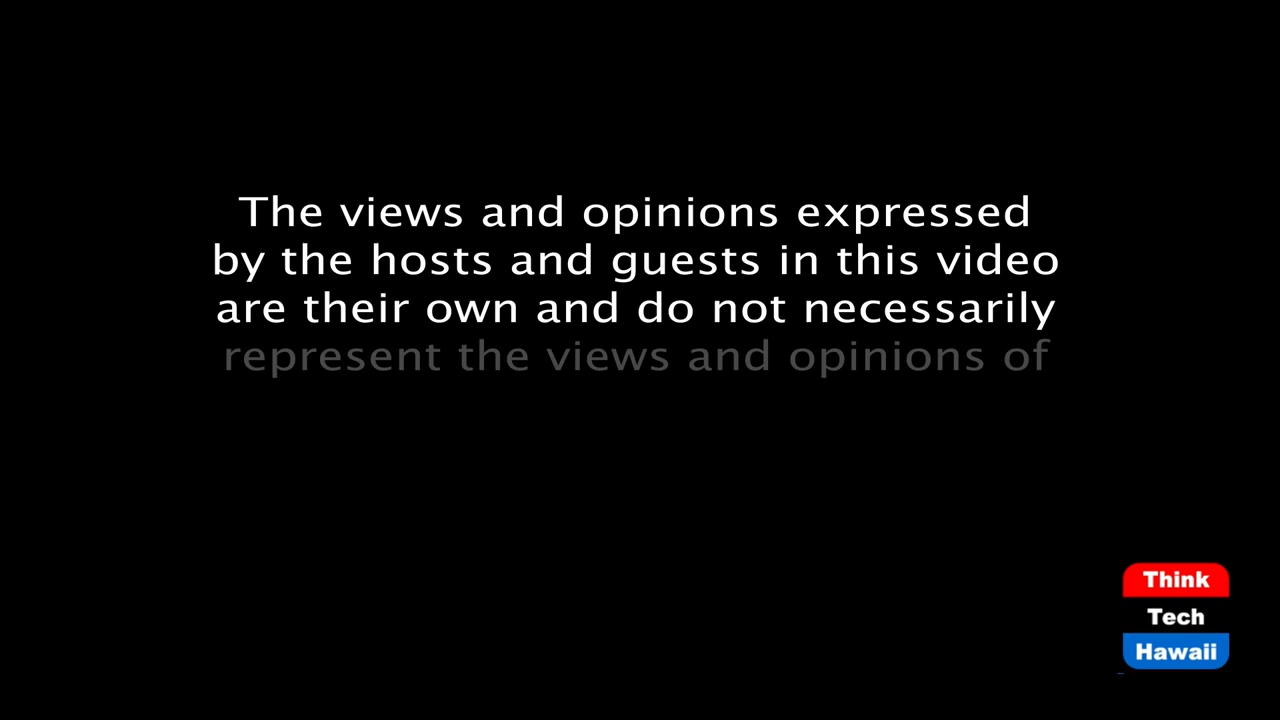 The views and opinions expressed
by the hosts and guests in this video
are their own and do not necessarily
represent the views and opinions of
Think
Tech
Hawaii